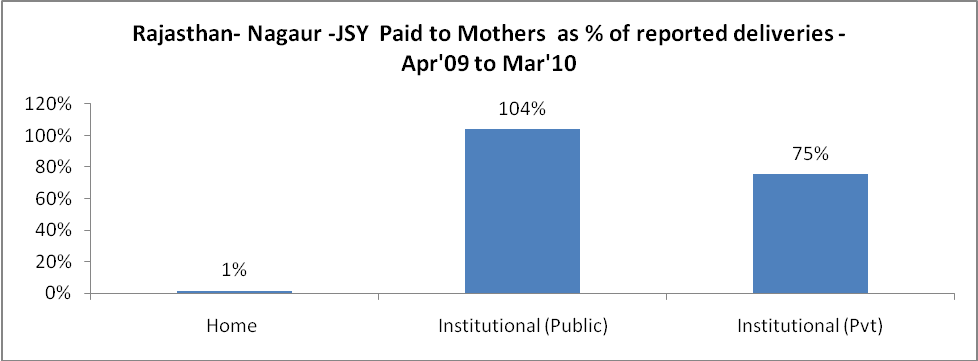 Rajasthan- Nagaur -JSY  Paid to Mothers  as % of reported deliveries -
Apr'09 to Mar'10
120%
100%
80%
60%
40%
20%
0%
1%
104%
75%
Home
Institutional (Public)
Institutional (Pvt)